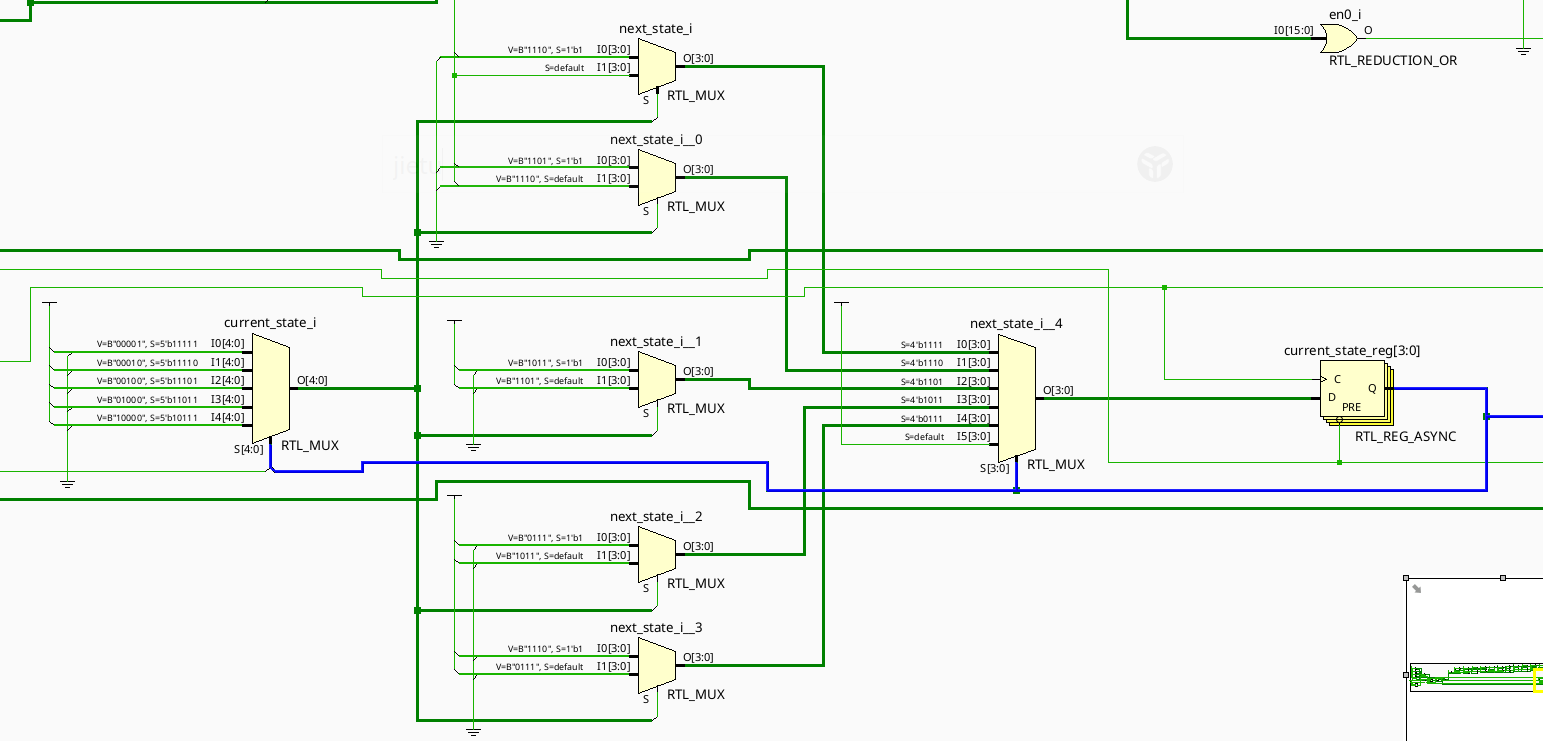 next_state_i
V=B"1110", S=1'b1 I0[3:0]
S=default I1[3:0]
O[3:0]
S
RTL_MUX
en0_i
I0[15:0]
O
RTL_REDUCTION_OR
next_state_i__0
V=B"1101", S=1'b1 I0[3:0]
V=B"1110", S=default I1[3:0]
O[3:0]
S
RTL_MUX
current_state_i
V=B"00001", S=5'b11111 I0[4:0]
V=B"00010", S=5'b11110 I1[4:0]
V=B"00100", S=5'b11101 I2[4:0]
V=B"01000", S=5'b11011 I3[4:0]
V=B"10000", S=5'b10111 I4[4:0]
O[4:0]
S[4:0]
RTL_MUX
next_state_i__1
V=B"1011", S=1'b1 I0[3:0]
V=B"1101", S=default I1[3:0]
O[3:0]
S
RTL_MUX
next_state_i__4
S=4'b1111 I0[3:0]
S=4'b1110 I1[3:0]
S=4'b1101 I2[3:0]
S=4'b1011 I3[3:0]
S=4'b0111 I4[3:0]
S=default I5[3:0]
O[3:0]
S[3:0]
RTL_MUX
current_state_reg[3:0]
C
Q
D
PRE
RTL_REG_ASYNC
next_state_i__2
V=B"0111", S=1'b1 I0[3:0]
V=B"1011", S=default I1[3:0]
O[3:0]
S
RTL_MUX
next_state_i__3
V=B"1110", S=1'b1 I0[3:0]
V=B"0111", S=default I1[3:0]
O[3:0]
S
RTL_MUX